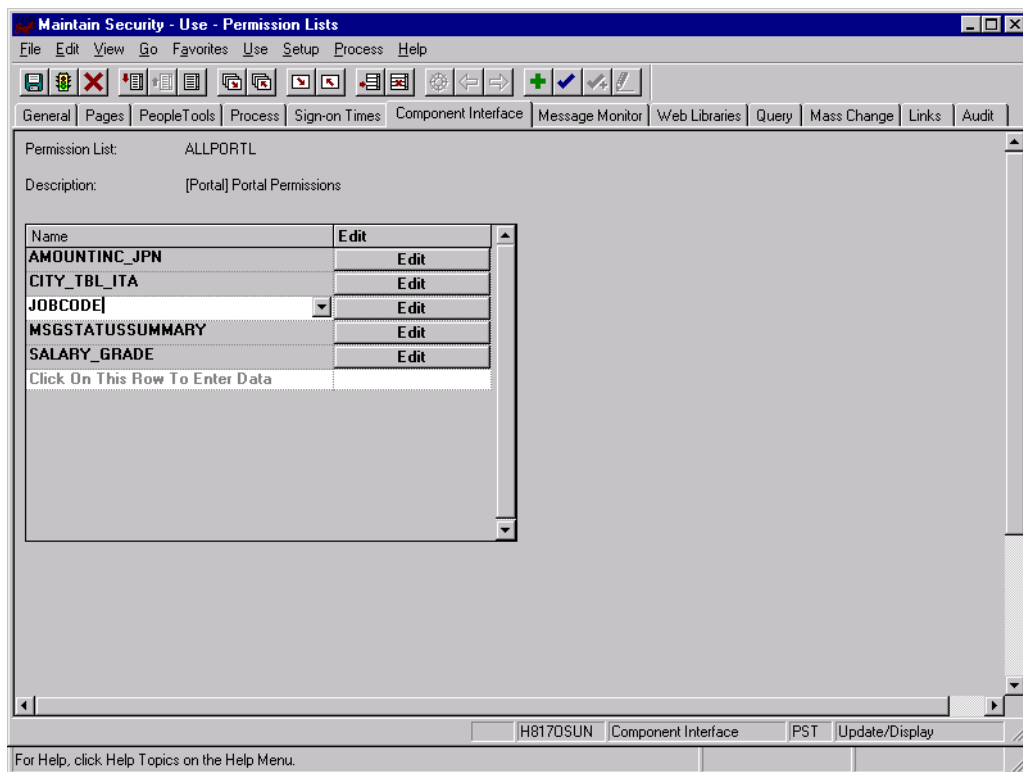 Maintain Security - Use - Permission Lists
File Edit View Go Favorites Use Setup Process Help
General Pages PeopleTools Process Sign-on Times Component Interface Message Monitor Web Libraries Query Mass Change Links Audit
Permission List: ALLPORTL
Description: [Portal] Portal Permissions
Name Edit
AMOUNTINC_JPN Edit
CITY_TBL_ITA Edit
JOBCODE Edit
MSGSTATUSSUMMARY Edit
SALARY_GRADE Edit
Click On This Row To Enter Data
H8170SUN Component Interface PST Update/Display
For Help, click Help Topics on the Help Menu.